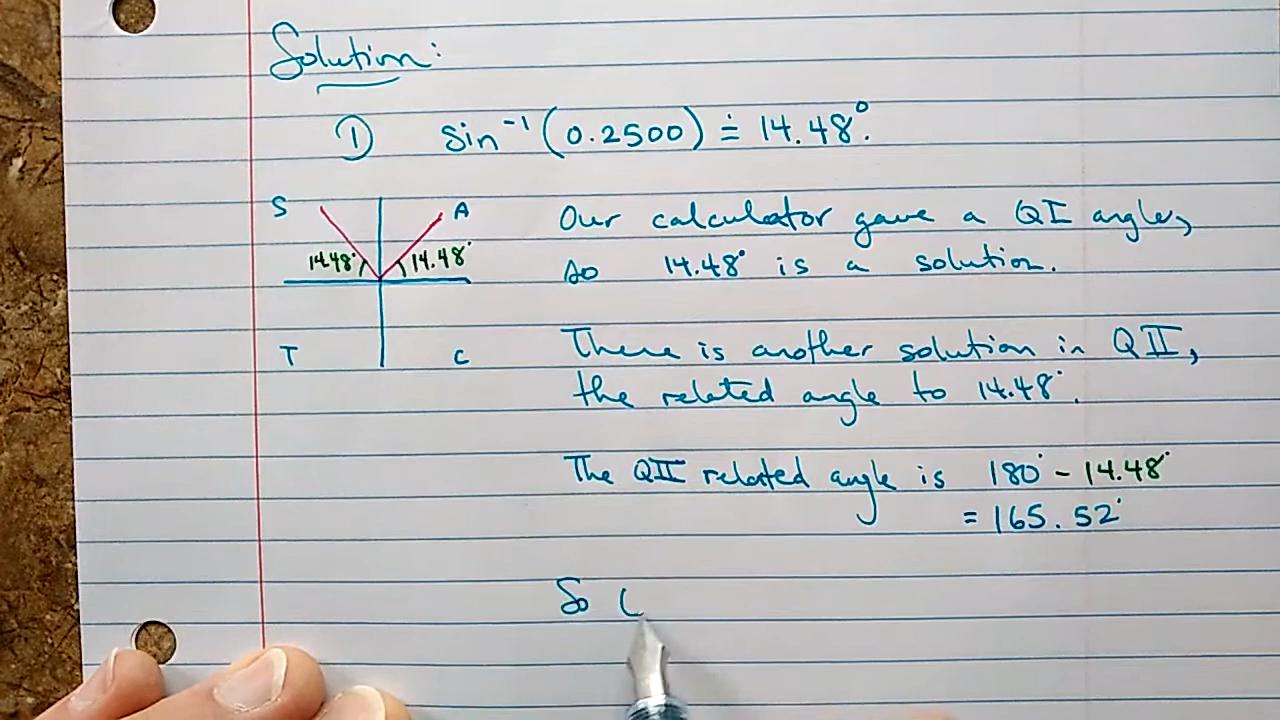 Solution:
① sin⁻¹(0.2500) ≐ 14.48°.
S A
14.48° 14.48°
T C
Our calculator gave a QI angle,
so 14.48° is a solution.
There is another solution in QII,
the related angle to 14.48°.
The QII related angle is 180° - 14.48°
= 165.52°
So